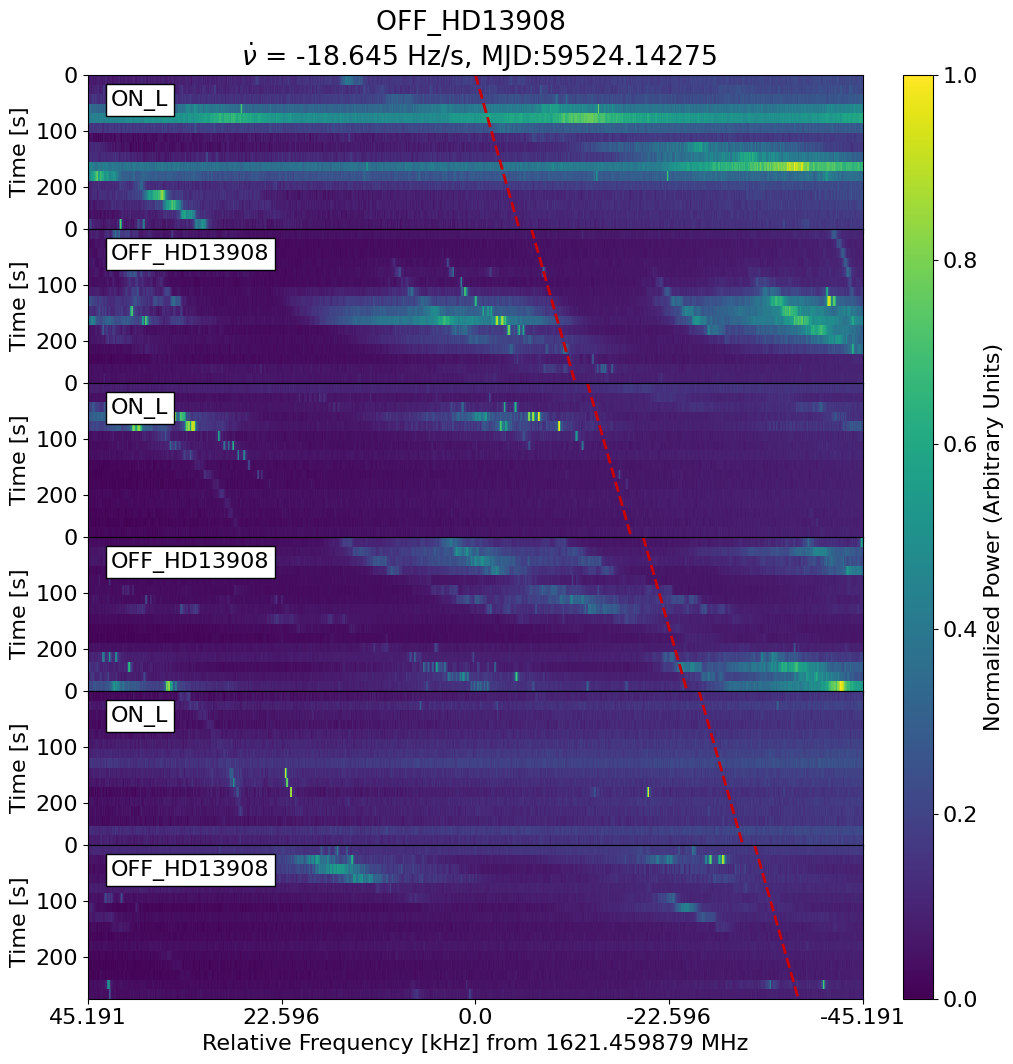 OFF_HD13908
ν̇ = -18.645 Hz/s, MJD:59524.14275
ON_L
OFF_HD13908
ON_L
OFF_HD13908
ON_L
OFF_HD13908
Time [s]
0
100
200
Time [s]
0
100
200
Time [s]
0
100
200
Time [s]
0
100
200
Time [s]
0
100
200
Time [s]
0
100
200
45.191
22.596
0.0
-22.596
-45.191
Relative Frequency [kHz] from 1621.459879 MHz
1.0
0.8
0.6
0.4
0.2
0.0
Normalized Power (Arbitrary Units)